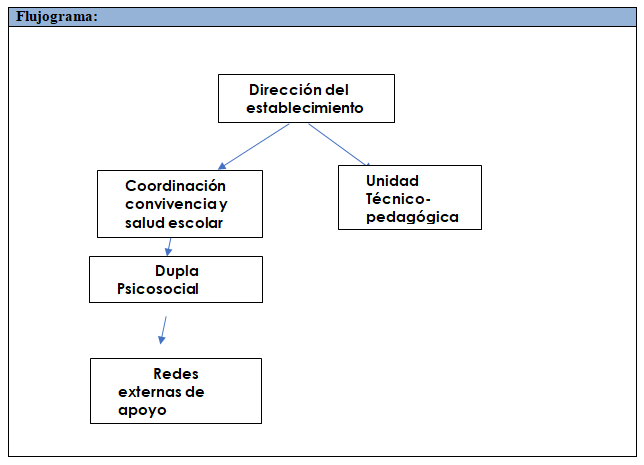 Flujograma:
Dirección del
establecimiento
Coordinación
convivencia y
salud escolar
Unidad
Técnico-
pedagógica
Dupla
Psicosocial
Redes
externas de
apoyo